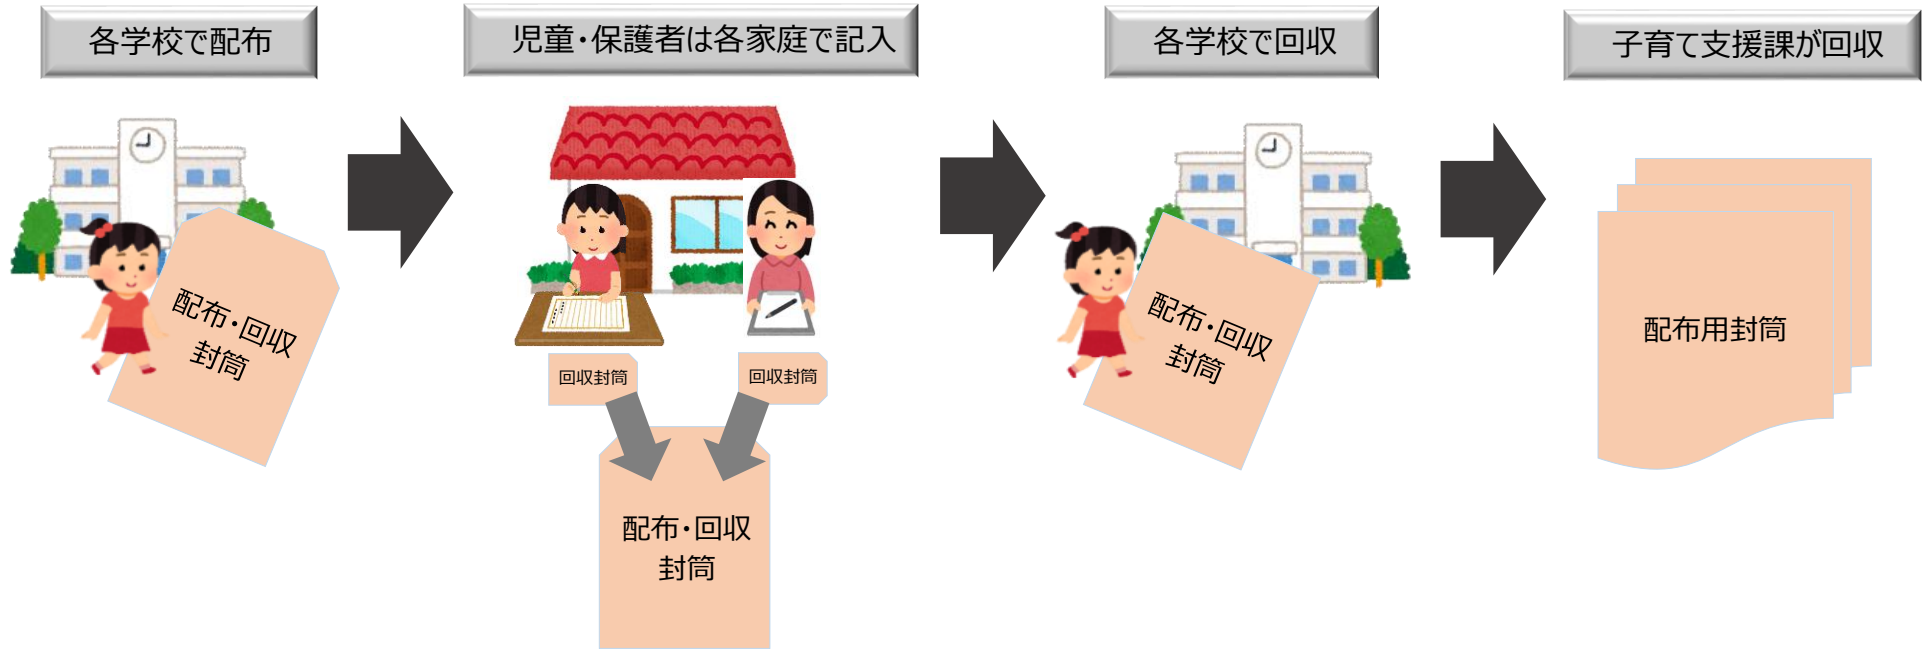 各学校で配布
児童・保護者は各家庭で記入
各学校で回収
子育て支援課が回収
配布・回収
封筒
回収封筒
回収封筒
配布・回収
封筒
配布・回収
封筒
配布用封筒